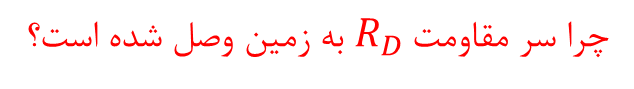 چرا سر مقاومت R_D به زمین وصل شده است؟